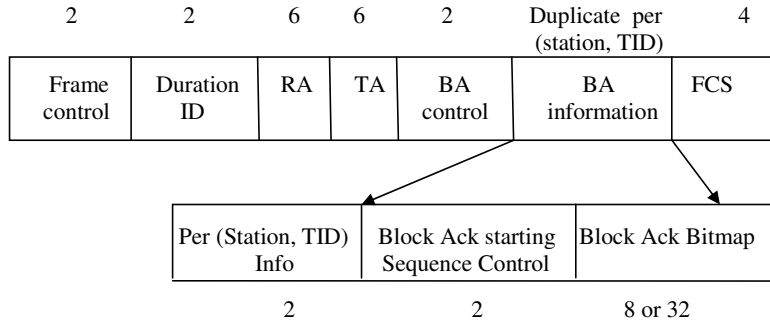 2 2 6 6 2 Duplicate per 4
(station, TID)
Frame Duration RA TA BA BA FCS
control ID control information
Per (Station, TID) Block Ack starting Block Ack Bitmap
Info Sequence Control
2 2 8 or 32